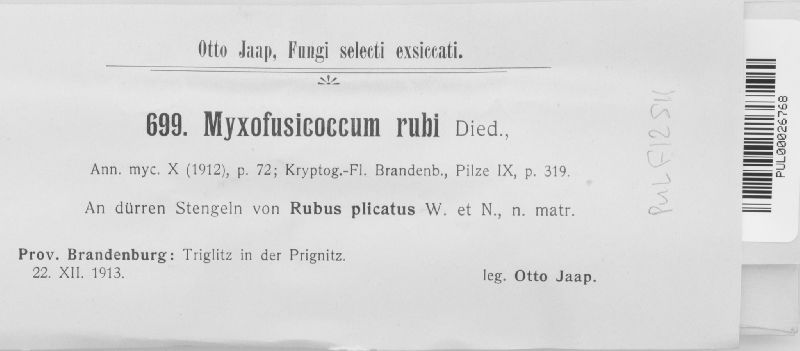 Otto Jaap, Fungi selecti exsiccati.
699. Myxofusicoccum rubi Died.,
Ann. myc. X (1912), p. 72; Kryptog.-Fl. Brandenb., Pilze IX, p. 319.
An dürren Stengeln von Rubus plicatus W. et N., n. matr.
Prov. Brandenburg: Triglitz in der Prignitz.
22. XII. 1913.
leg. Otto Jaap.
PUL F12511
PUL00026768